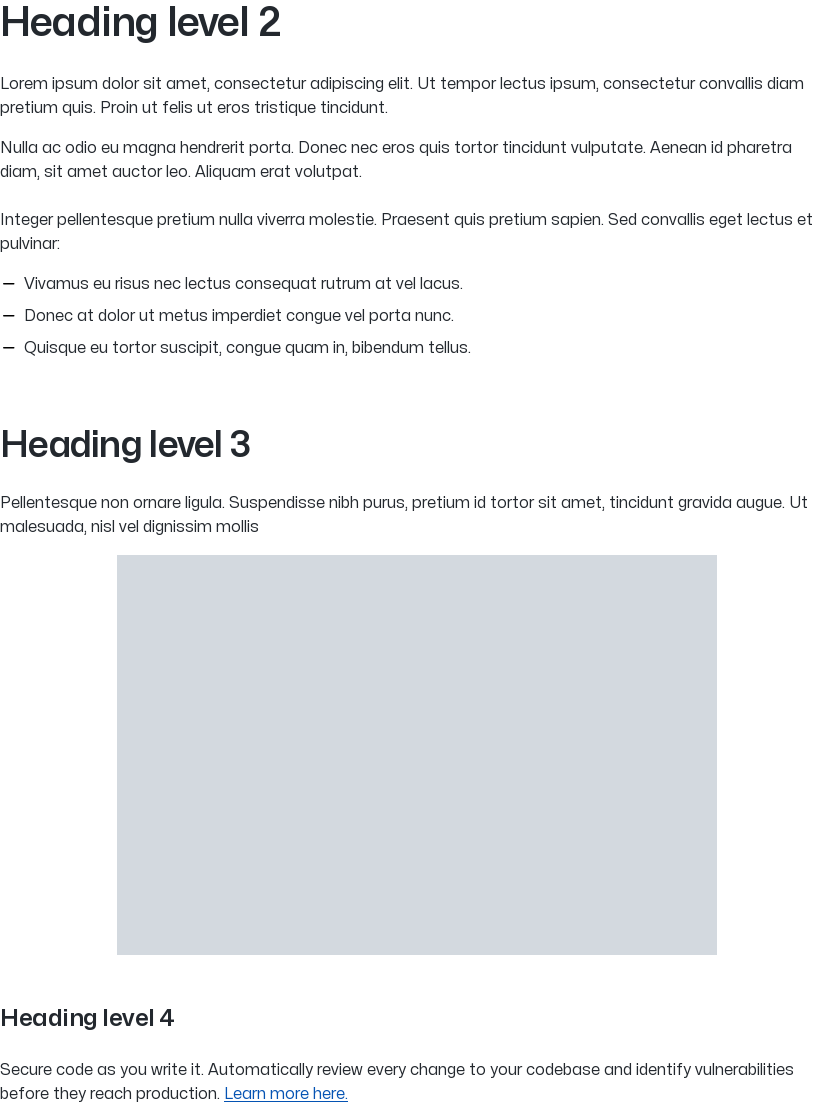 Heading level 2
Lorem ipsum dolor sit amet, consectetur adipiscing elit. Ut tempor lectus ipsum, consectetur convallis diam
pretium quis. Proin ut felis ut eros tristique tincidunt.
Nulla ac odio eu magna hendrerit porta. Donec nec eros quis tortor tincidunt vulputate. Aenean id pharetra
diam, sit amet auctor leo. Aliquam erat volutpat.
Integer pellentesque pretium nulla viverra molestie. Praesent quis pretium sapien. Sed convallis eget lectus et
pulvinar:
— Vivamus eu risus nec lectus consequat rutrum at vel lacus.
— Donec at dolor ut metus imperdiet congue vel porta nunc.
— Quisque eu tortor suscipit, congue quam in, bibendum tellus.
Heading level 3
Pellentesque non ornare ligula. Suspendisse nibh purus, pretium id tortor sit amet, tincidunt gravida augue. Ut
malesuada, nisl vel dignissim mollis
Heading level 4
Secure code as you write it. Automatically review every change to your codebase and identify vulnerabilities
before they reach production. Learn more here.